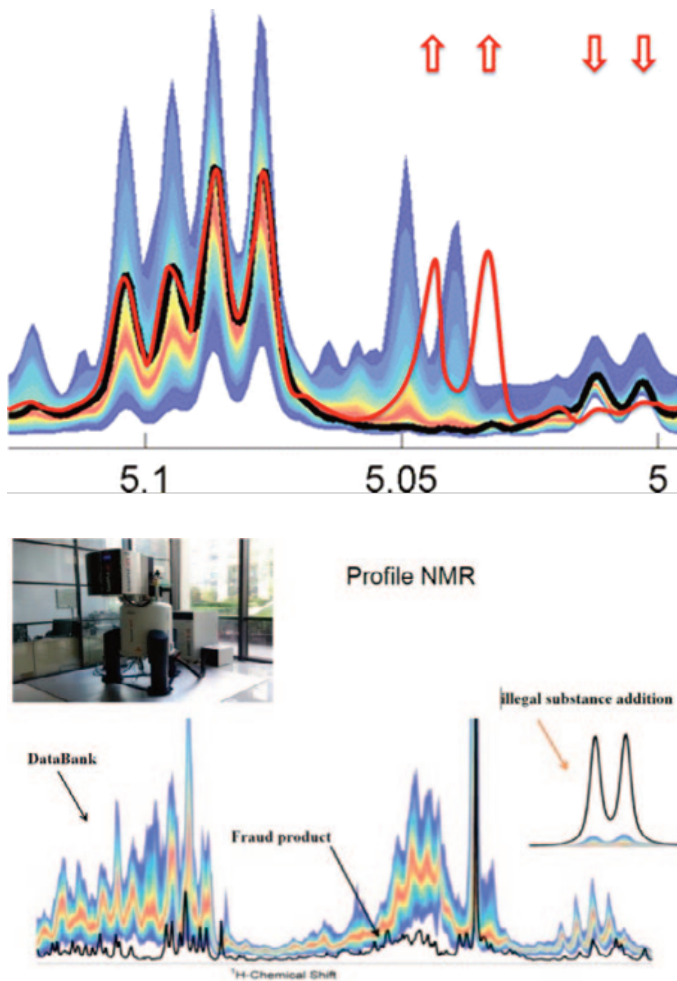 5.1 5.05 5
Profile NMR
illegal substance addition
DataBank
Fraud product
¹H-Chemical Shift